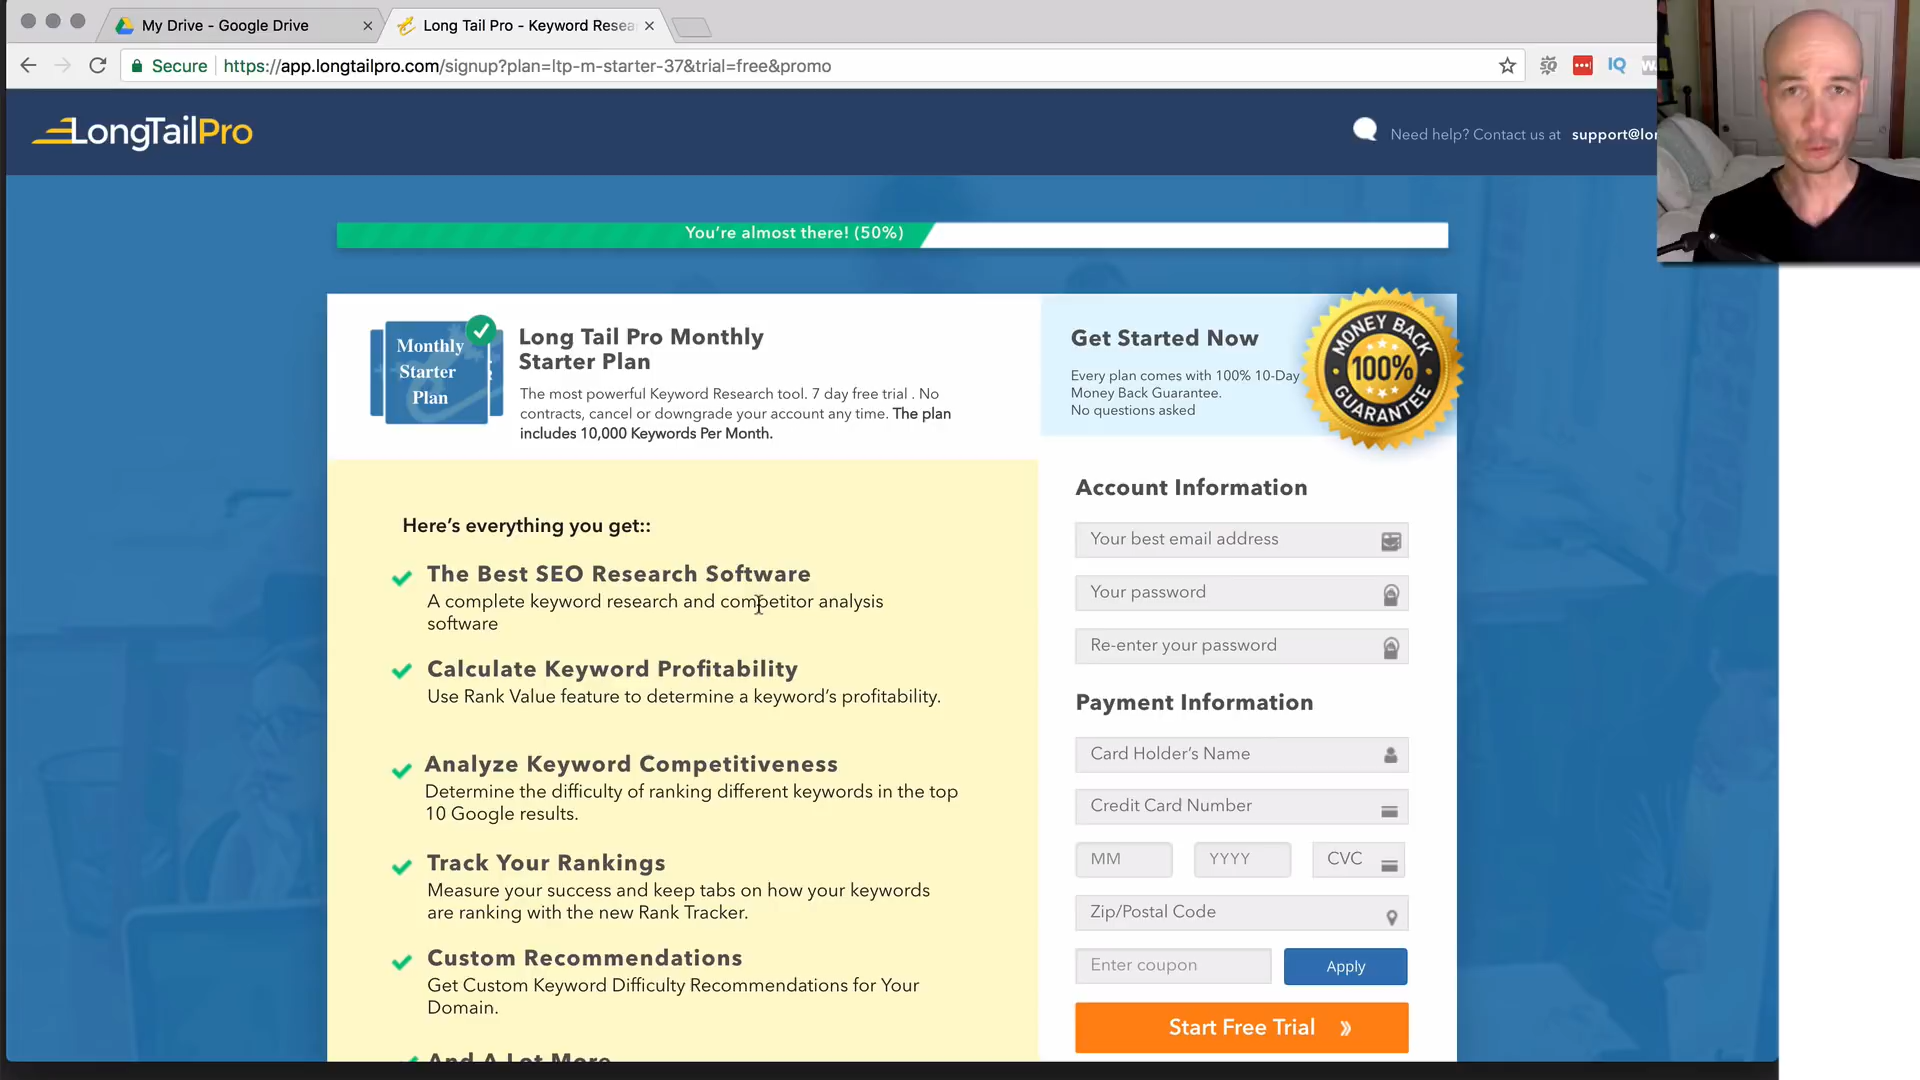 My Drive - Google Drive
Long Tail Pro - Keyword Resea
Secure
https://app.longtailpro.com/signup?plan=ltp-m-starter-37&trial=free&promo
IQ
LongTailPro
Need help? Contact us at support@lo
You're almost there! (50%)
Monthly
Starter
Plan
Long Tail Pro Monthly
Starter Plan
The most powerful Keyword Research tool. 7 day free trial . No
contracts, cancel or downgrade your account any time. The plan
includes 10,000 Keywords Per Month.
Get Started Now
Every plan comes with 100% 10-Day
Money Back Guarantee.
No questions asked
MONEY BACK
100%
GUARANTEE
Here's everything you get::
The Best SEO Research Software
A complete keyword research and competitor analysis
software
Calculate Keyword Profitability
Use Rank Value feature to determine a keyword's profitability.
Analyze Keyword Competitiveness
Determine the difficulty of ranking different keywords in the top
10 Google results.
Track Your Rankings
Measure your success and keep tabs on how your keywords
are ranking with the new Rank Tracker.
Custom Recommendations
Get Custom Keyword Difficulty Recommendations for Your
Domain.
And A Lot More
Account Information
Your best email address
Your password
Re-enter your password
Payment Information
Card Holder's Name
Credit Card Number
MM
YYYY
CVC
Zip/Postal Code
Enter coupon
Apply
Start Free Trial